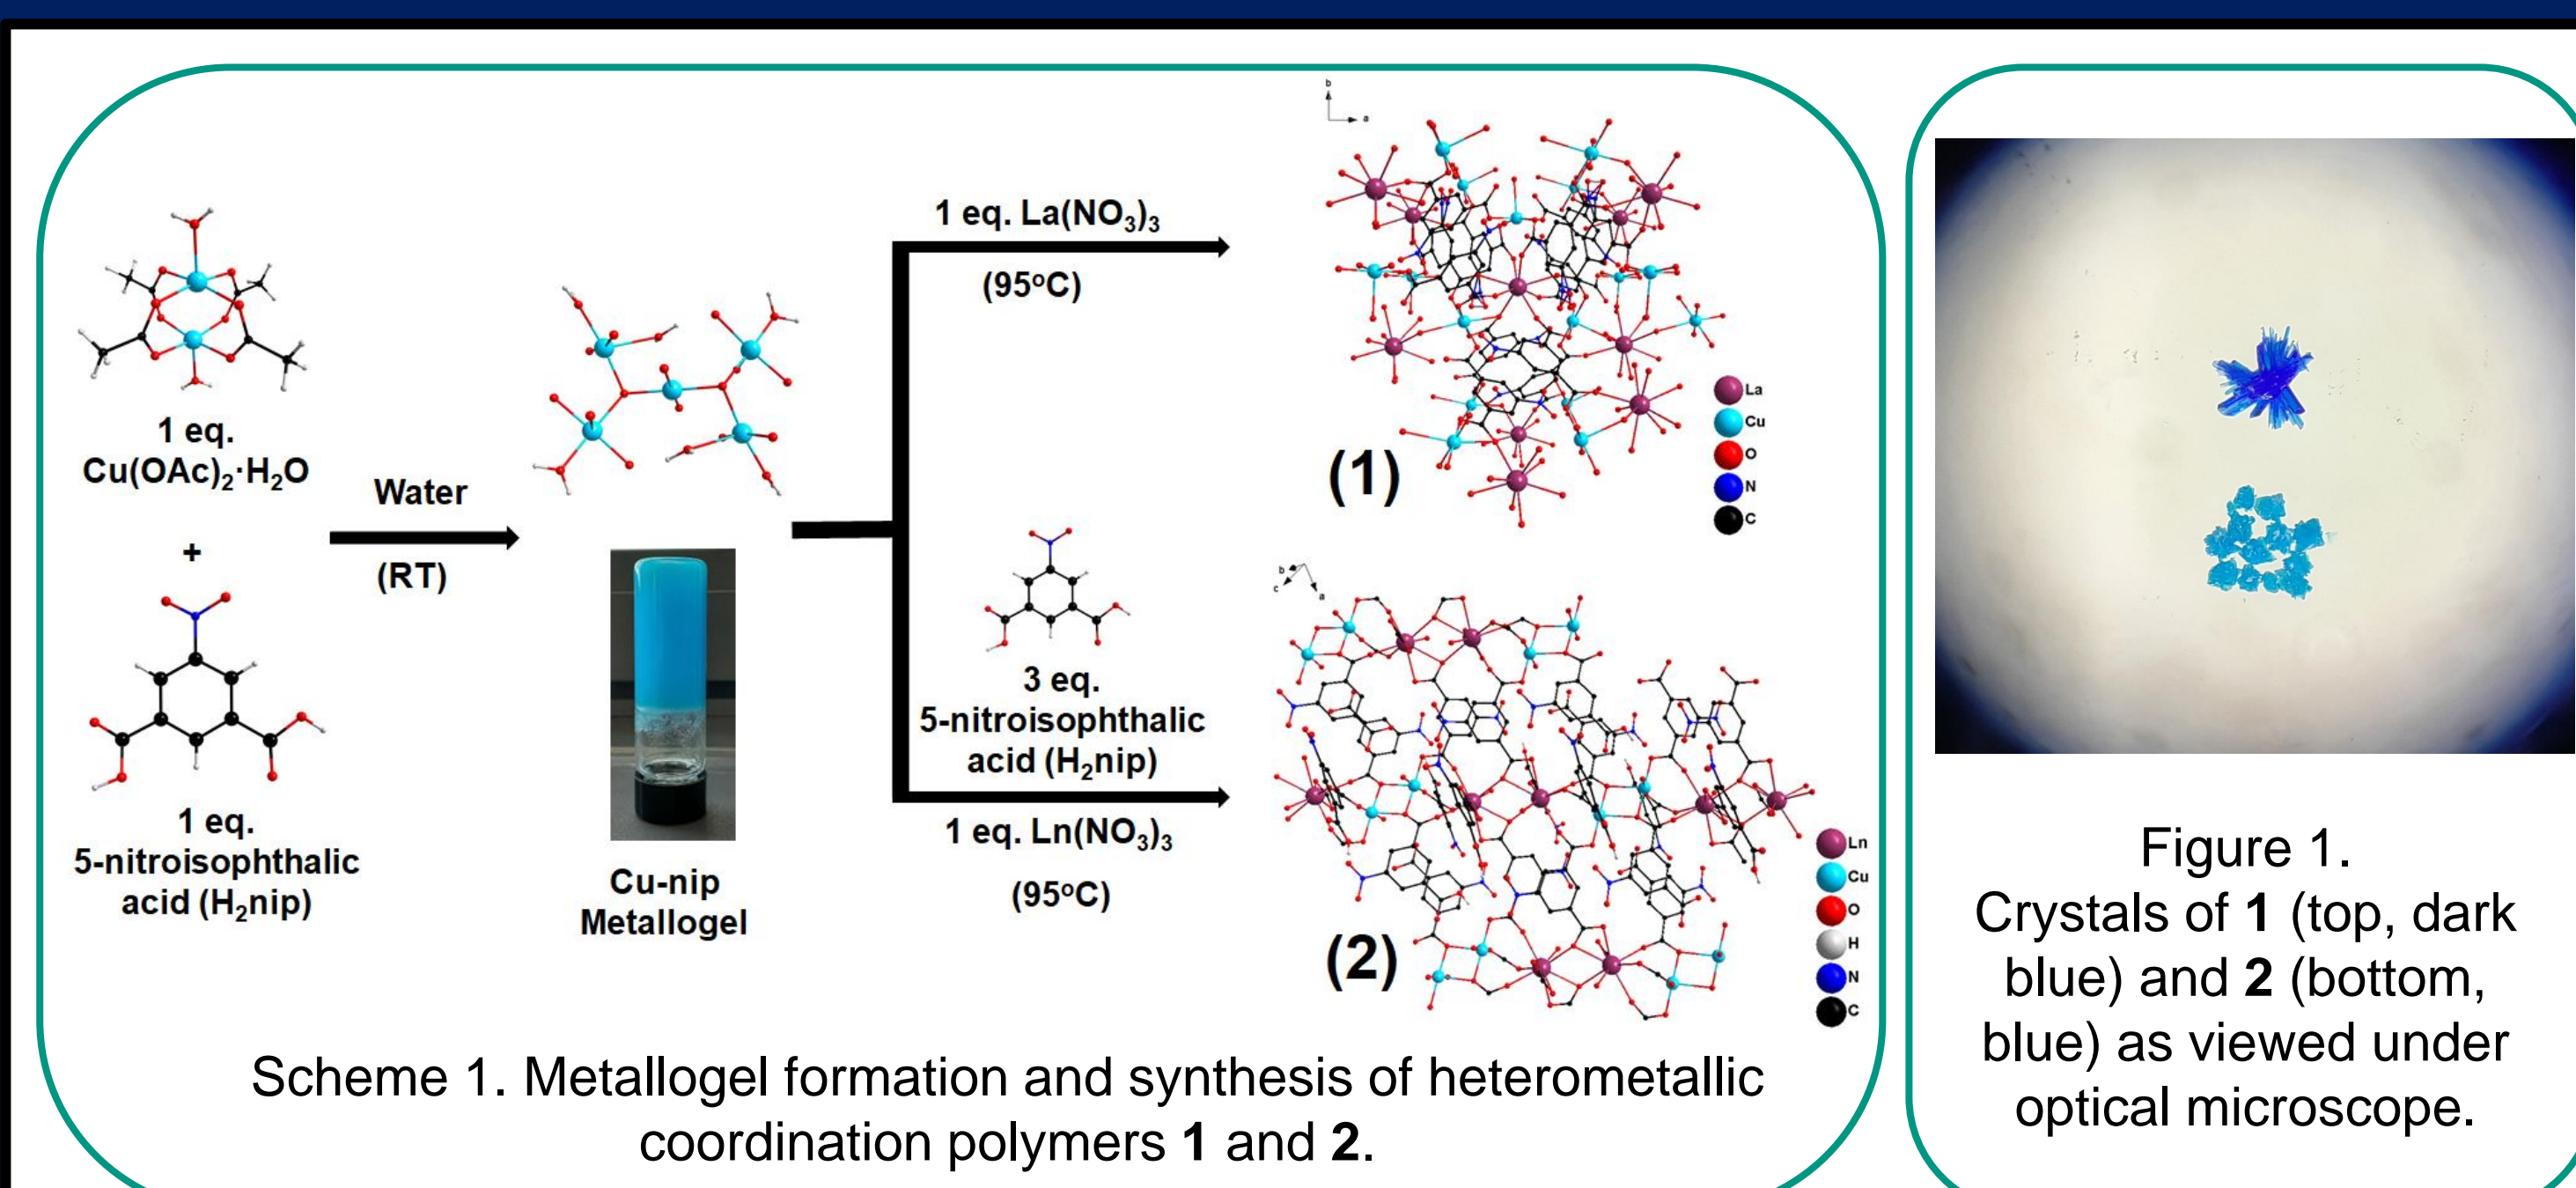 1 eq.
Cu(OAc)₂·H₂O
+
1 eq.
5-nitroisophthalic
acid (H₂nip)
Water
(RT)
Cu-nip
Metallogel
1 eq. La(NO₃)₃
(95°C)
3 eq.
5-nitroisophthalic
acid (H₂nip)
1 eq. Ln(NO₃)₃
(95°C)
b
a
(1)
La
Cu
O
N
C
b
c
a
(2)
Ln
Cu
O
H
N
C
Scheme 1. Metallogel formation and synthesis of heterometallic
coordination polymers 1 and 2.
Figure 1.
Crystals of 1 (top, dark
blue) and 2 (bottom,
blue) as viewed under
optical microscope.